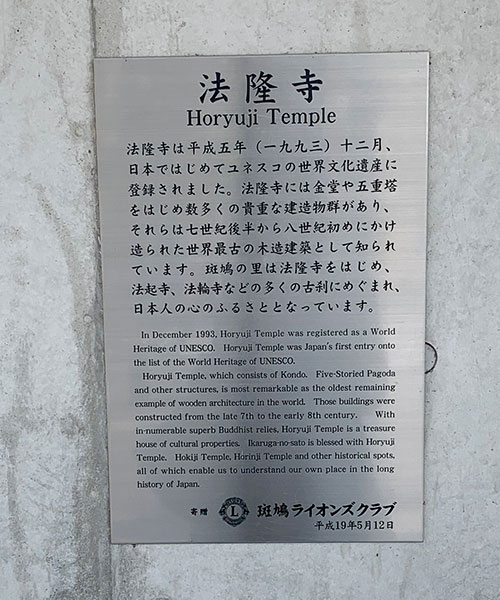 法隆寺
Horyuji Temple
法隆寺は平成五年（一九九三）十二月、
日本ではじめてユネスコの世界文化遺産に
登録されました。法隆寺には金堂や五重塔
をはじめ数多くの貴重な建造物群があり、
それらは七世紀後半から八世紀初めにかけ
造られた世界最古の木造建築として知られ
ています。斑鳩の里は法隆寺をはじめ、
法起寺、法輪寺などの多くの古刹にめぐまれ、
日本人の心のふるさととなっています。
In December 1993, Horyuji Temple was registered as a World
Heritage of UNESCO. Horyuji Temple was Japan's first entry onto
the list of the World Heritage of UNESCO.
Horyuji Temple, which consists of Kondo. Five-Storied Pagoda
and other structures, is most remarkable as the oldest remaining
example of wooden architecture in the world. Those buildings were
constructed from the late 7th to the early 8th century. With
in-numerable superb Buddhist relies, Horyuji Temple is a treasure
house of cultural properties. Ikaruga-no-sato is blessed with Horyuji
Temple. Hokiji Temple, Horinji Temple and other historical spots,
all of which enable us to understand our own place in the long
history of Japan.
寄贈 L 斑鳩ライオンズクラブ
平成19年5月12日